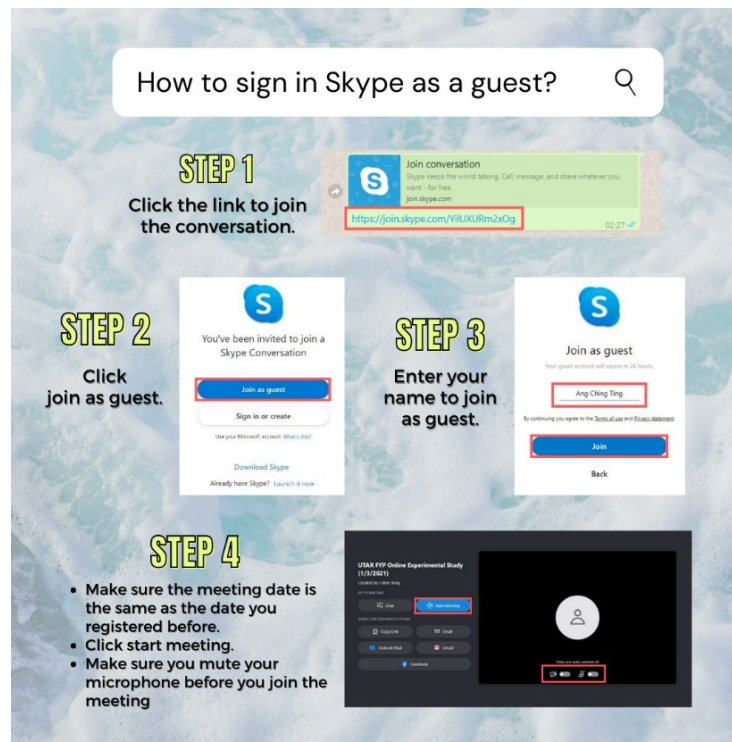 How to sign in Skype as a guest?
STEP 1
Click the link to join
the conversation.
Join conversation
Skype keeps the world talking. Call, message, and share whatever you
want - for free.
join.skype.com
https://join.skype.com/YilUXURm2xOg
02:27
STEP 2
Click
join as guest.
You've been invited to join a
Skype Conversation
Join as guest
Sign in or create
Use your Microsoft account. What's this?
Download Skype
Already have Skype? Launch it now
STEP 3
Enter your
name to join
as guest.
Join as guest
Your guest account will expire in 24 hours.
Ang Ching Ting
By continuing you agree to the Terms of use and Privacy statement.
Join
Back
STEP 4
• Make sure the meeting date is
the same as the date you
registered before.
• Click start meeting.
• Make sure you mute your
microphone before you join the
meeting
UTAR FYP Online Experimental Study
(1/3/2021)
Chat
Start Meeting
Copy Link
Email
Outlook Mail
Gmail
Facebook